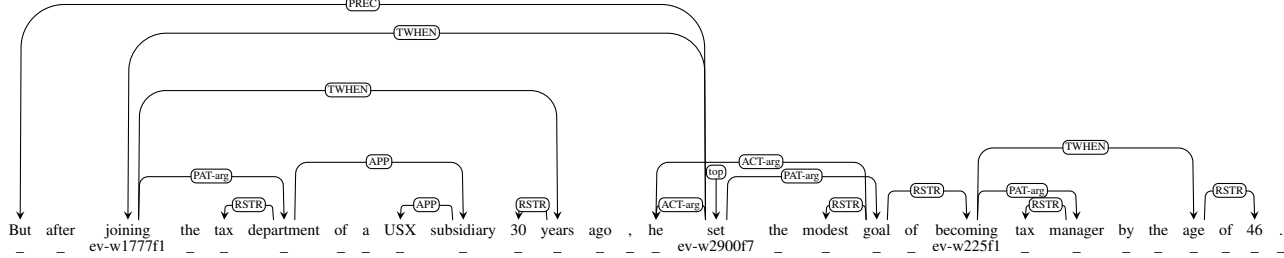 PREC
TWHEN
TWHEN
TWHEN
APP ACT-arg
top
PAT-arg PAT-arg
RSTR PAT-arg RSTR
RSTR APP RSTR ACT-arg RSTR RSTR
But after joining the tax department of a USX subsidiary 30 years ago , he set the modest goal of becoming tax manager by the age of 46 .
ev-w1777f1 ev-w2900f7 ev-w225f1
_ _ _ _ _ _ _ _ _ _ _ _ _ _ _ _ _ _ _ _ _ _ _ _ _ _ _ _